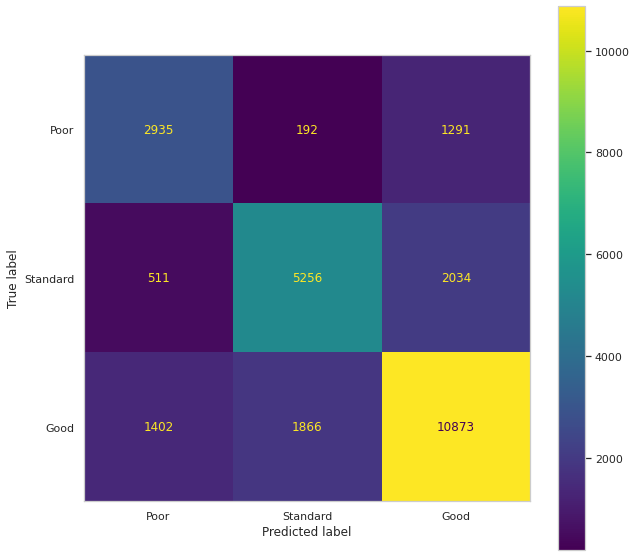 10000
8000
6000
4000
2000
Poor
2935 192 1291
Standard
511 5256 2034
Good
1402 1866 10873
Poor Standard Good
True label
Predicted label